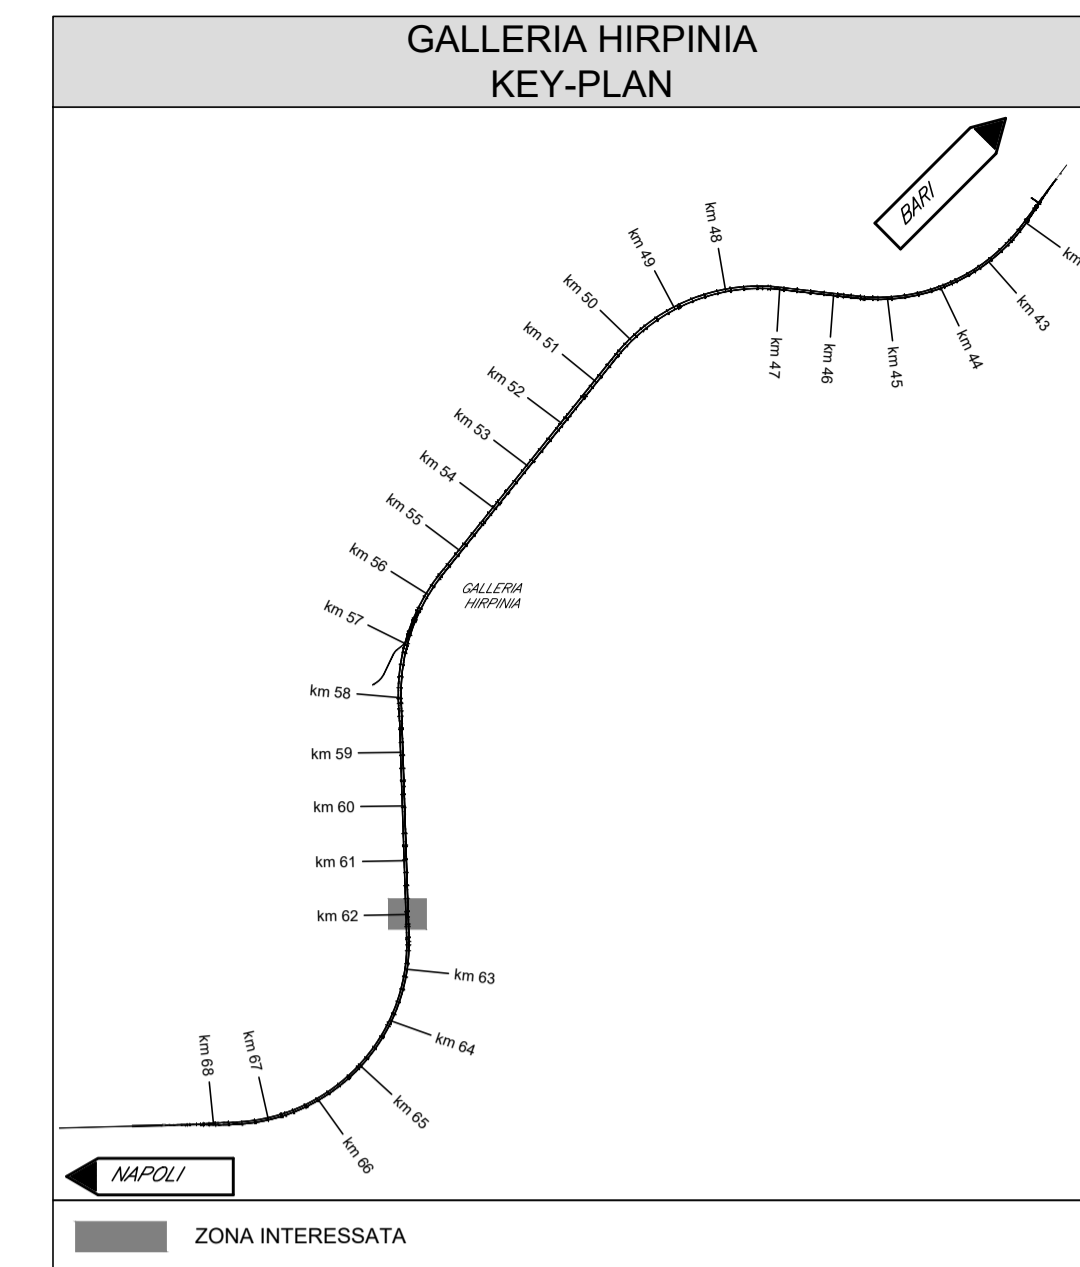 GALLERIA HIRPINIA
KEY-PLAN
BARI
km 48
km 49
km 50
km 51
km 52
km 53
km 54
km 55
km 56
km 57
km 58
km 59
km 60
km 61
km 62
km 47
km 46
km 45
km 44
km 43
km
GALLERIA
HIRPINIA
km 63
km 64
km 65
km 66
km 67
km 68
NAPOLI
ZONA INTERESSATA